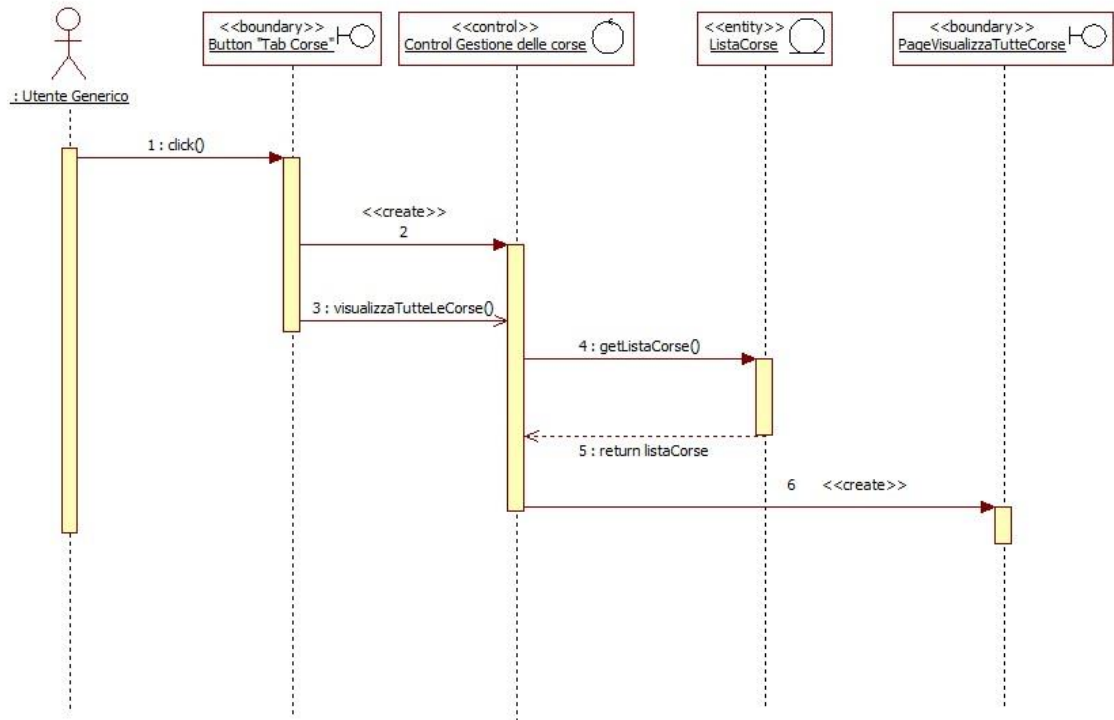 <<boundary>>
Button "Tab Corse"
<<control>>
Control Gestione delle corse
<<entity>>
ListaCorse
<<boundary>>
PageVisualizzaTutteCorse
: Utente Generico
1 : click()
<<create>>
2
3 : visualizzaTutteLeCorse()
4 : getListaCorse()
5 : return listaCorse
6 <<create>>